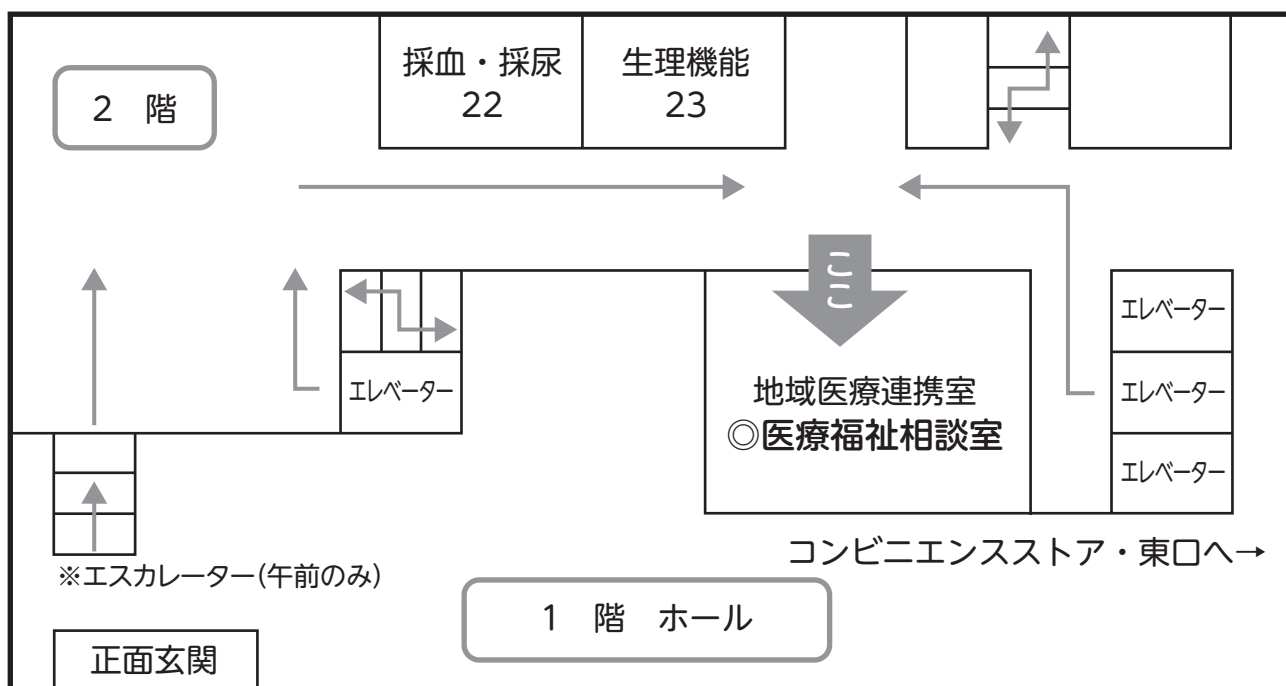 2 階
採血・採尿
22
生理機能
23
ここ
エレベーター
エレベーター
エレベーター
エレベーター
地域医療連携室
◎医療福祉相談室
コンビニエンスストア・東口へ→
※エスカレーター(午前のみ)
1 階 ホール
正面玄関